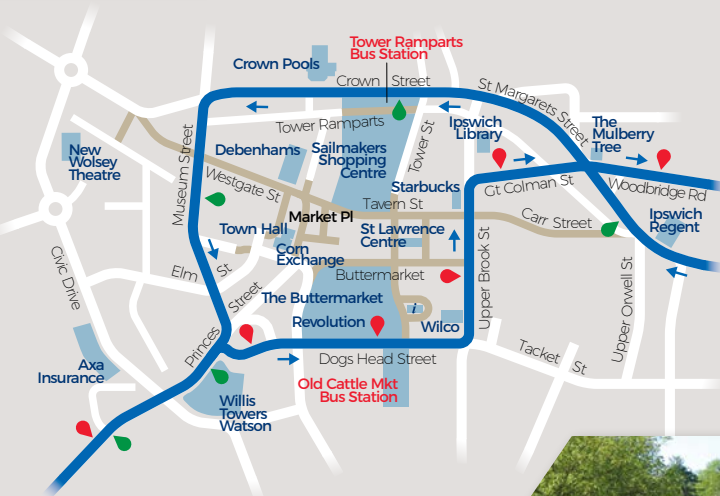 Tower Ramparts
Bus Station
Crown Pools
Crown Street
St Margarets Street
Tower Ramparts
Ipswich
Library
The
Mulberry
Tree
New
Wolsey
Theatre
Museum Street
Debenhams
Sailmakers
Shopping
Centre
Tower St
Westgate St
Starbucks
Gt Colman St
Woodbridge Rd
Tavern St
Market Pl
Carr Street
Ipswich
Regent
Town Hall
St Lawrence
Centre
Corn
Exchange
Upper Brook St
Civic Drive
Elm St
Buttermarket
Upper Orwell St
The Buttermarket
i
Princes Street
Revolution
Wilco
Tacket St
Dogs Head Street
Axa
Insurance
Old Cattle Mkt
Bus Station
Willis
Towers
Watson